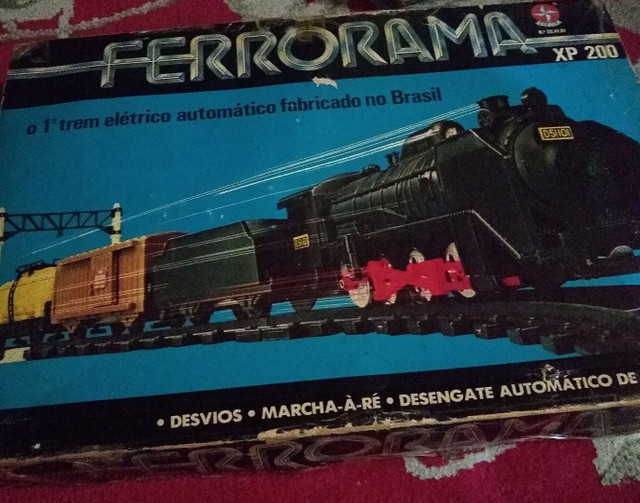 FERRORAMA
XP 200
o 1º trem elétrico automático fabricado no Brasil
D51101
• DESVIOS • MARCHA-À-RÉ • DESENGATE AUTOMÁTICO DE
FERRORAMA